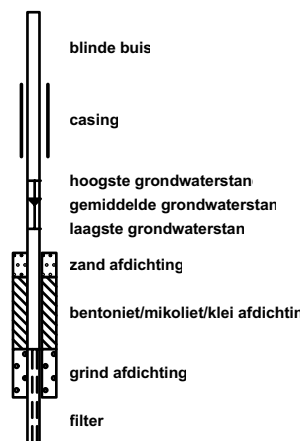 blinde buis
casing
hoogste grondwaterstan
gemiddelde grondwaterstan
laagste grondwaterstan
zand afdichting
bentoniet/mikoliet/klei afdichtin
grind afdichting
filter